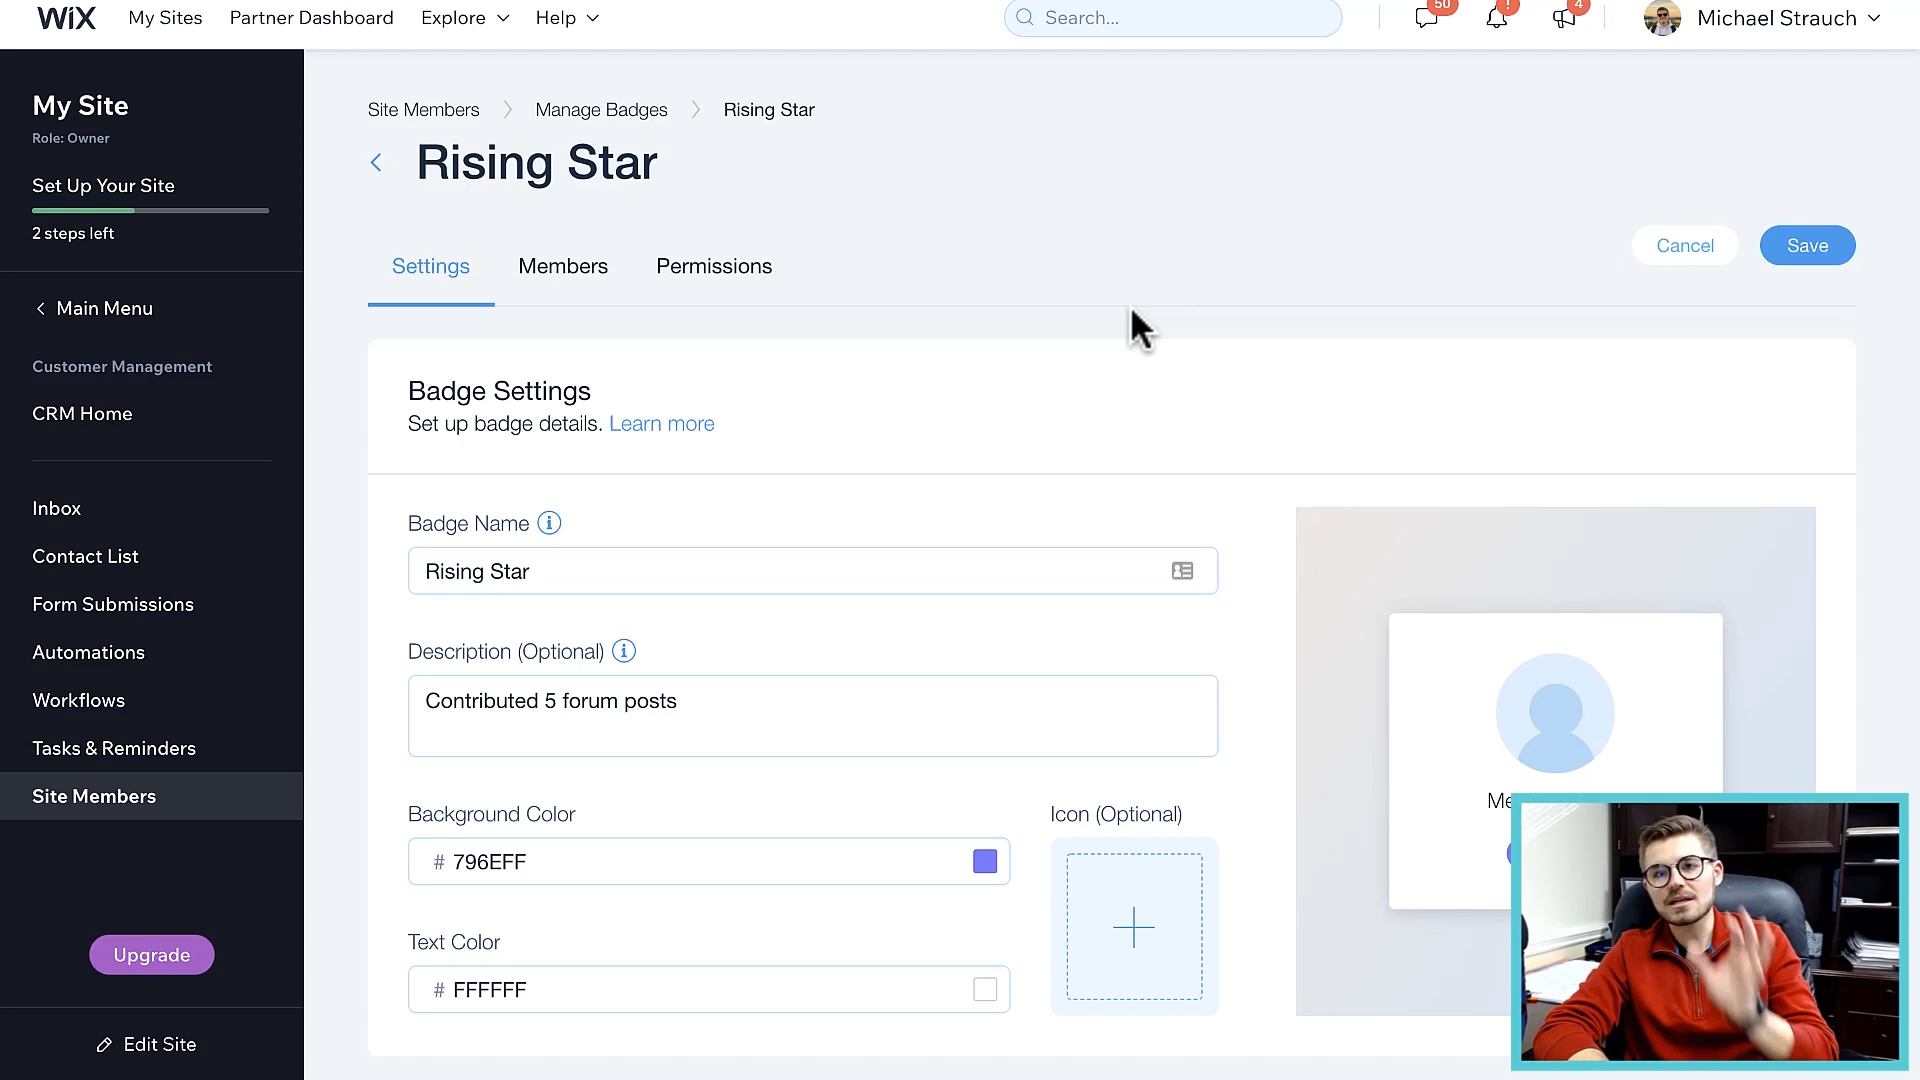 WIX My Sites Partner Dashboard Explore Help Search... 50 ! 4 Michael Strauch
My Site
Role: Owner
Set Up Your Site
2 steps left
Main Menu
Customer Management
CRM Home
Inbox
Contact List
Form Submissions
Automations
Workflows
Tasks & Reminders
Site Members
Upgrade
Edit Site
Site Members Manage Badges Rising Star
Rising Star
Cancel Save
Settings Members Permissions
Badge Settings
Set up badge details. Learn more
Badge Name
Rising Star
Description (Optional)
Contributed 5 forum posts
Background Color
# 796EFF
Text Color
# FFFFFF
Icon (Optional)